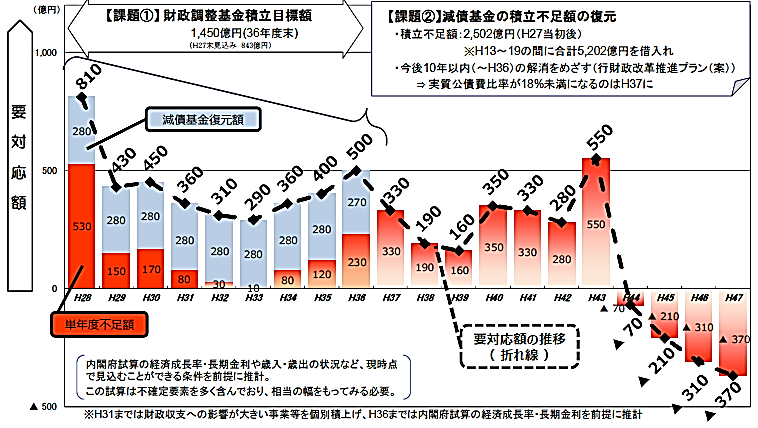 (億円)
【課題①】財政調整基金積立目標額
1,450億円(36年度末)
(H27末見込み 843億円)
【課題②】減債基金の積立不足額の復元
・積立不足額:2,502億円(H27当初後)
※H13~19の間に合計5,202億円を借入れ
・今後10年以内(~H36)の解消をめざす(行財政改革推進プラン(案))
⇒ 実質公債費比率が18%未満になるのはH37に
要対応額
1,000
500
0
▲ 500
減債基金復元額
単年度不足額
810 430 450 360 310 290 360 400 500 330 190 160 350 330 280 550
280 280 280 280 280 280 280 280 270
530 150 170 80 30 10 80 120 230 330 190 160 350 330 280 550
H28 H29 H30 H31 H32 H33 H34 H35 H36 H37 H38 H39 H40 H41 H42 H43 H44 H45 H46 H47
▲ 70 ▲ 210 ▲ 310 ▲ 370
▲70 ▲210 ▲310 ▲370
要対応額の推移
(折れ線)
内閣府試算の経済成長率・長期金利や歳入・歳出の状況など、現時点
で見込むことができる条件を前提に推計。
この試算は不確定要素を多く含んでおり、相当の幅をもってみる必要。
※H31までは財政収支への影響が大きい事業等を個別積上げ、H36までは内閣府試算の経済成長率・長期金利を前提に推計